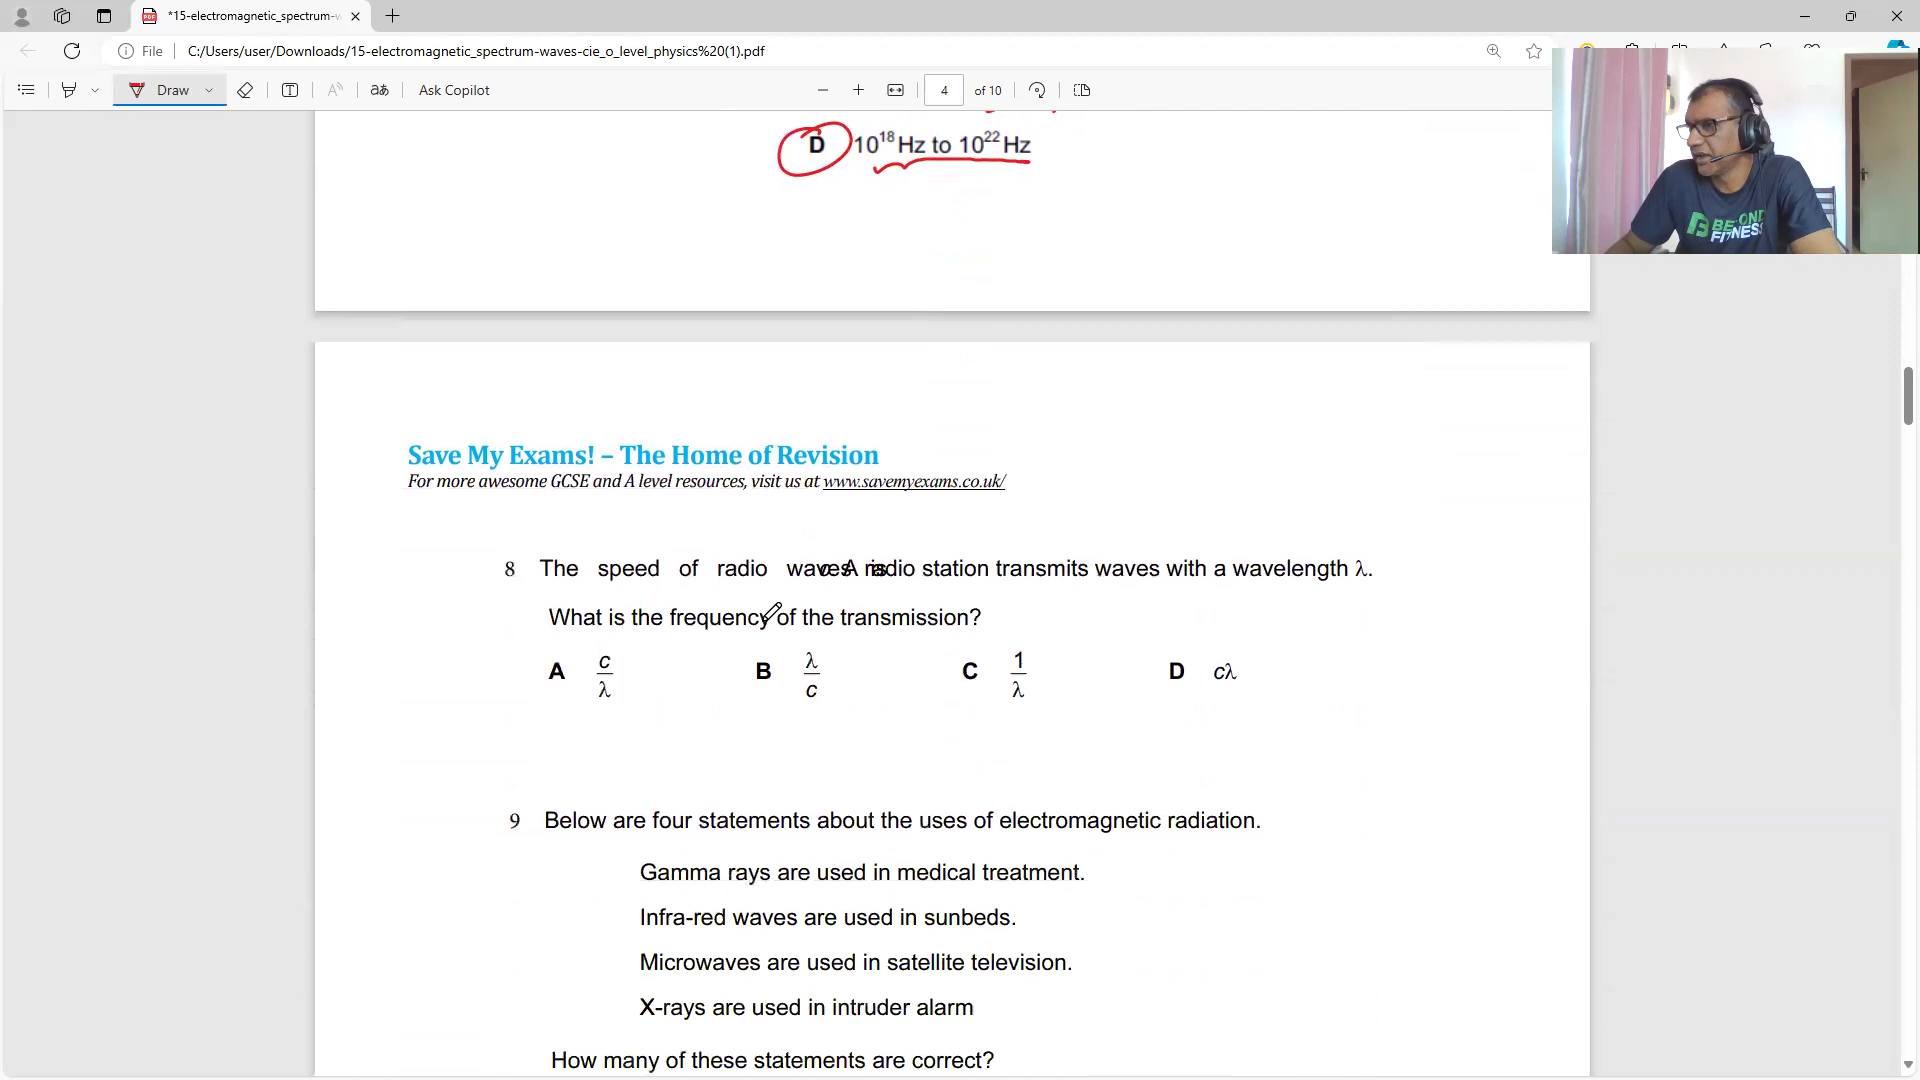 *15-electromagnetic_spectrum-w
File C:/Users/user/Downloads/15-electromagnetic_spectrum-waves-cie_o_level_physics%20(1).pdf
Draw Ask Copilot 4 of 10
D 10¹⁸ Hz to 10²² Hz
BEYOND
FITNESS
Save My Exams! – The Home of Revision
For more awesome GCSE and A level resources, visit us at www.savemyexams.co.uk/
8 The speed of radio waves is c. A radio station transmits waves with a wavelength λ.
What is the frequency of the transmission?
A c/λ B λ/c C 1/λ D cλ
9 Below are four statements about the uses of electromagnetic radiation.
Gamma rays are used in medical treatment.
Infra-red waves are used in sunbeds.
Microwaves are used in satellite television.
X-rays are used in intruder alarm
How many of these statements are correct?